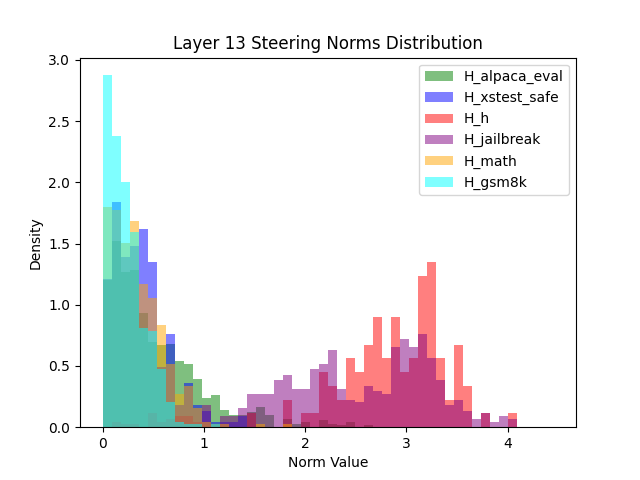 Layer 13 Steering Norms Distribution
3.0
2.5
2.0
1.5
1.0
0.5
0.0
Density
H_alpaca_eval
H_xstest_safe
H_h
H_jailbreak
H_math
H_gsm8k
0 1 2 3 4
Norm Value